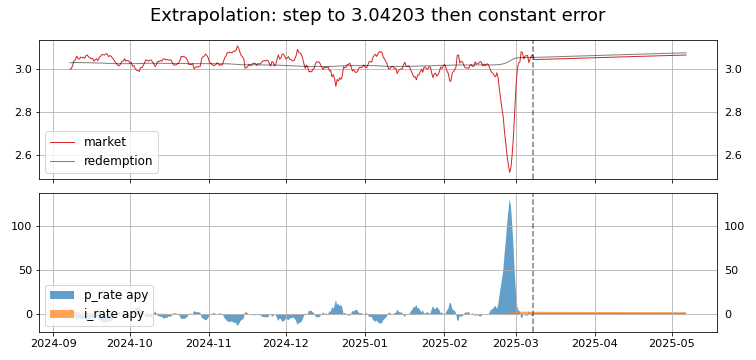 Extrapolation: step to 3.04203 then constant error
3.0 3.0
2.8 2.8
2.6 2.6
market
redemption
100 100
50 50
0 0
p_rate apy
i_rate apy
2024-09 2024-10 2024-11 2024-12 2025-01 2025-02 2025-03 2025-04 2025-05